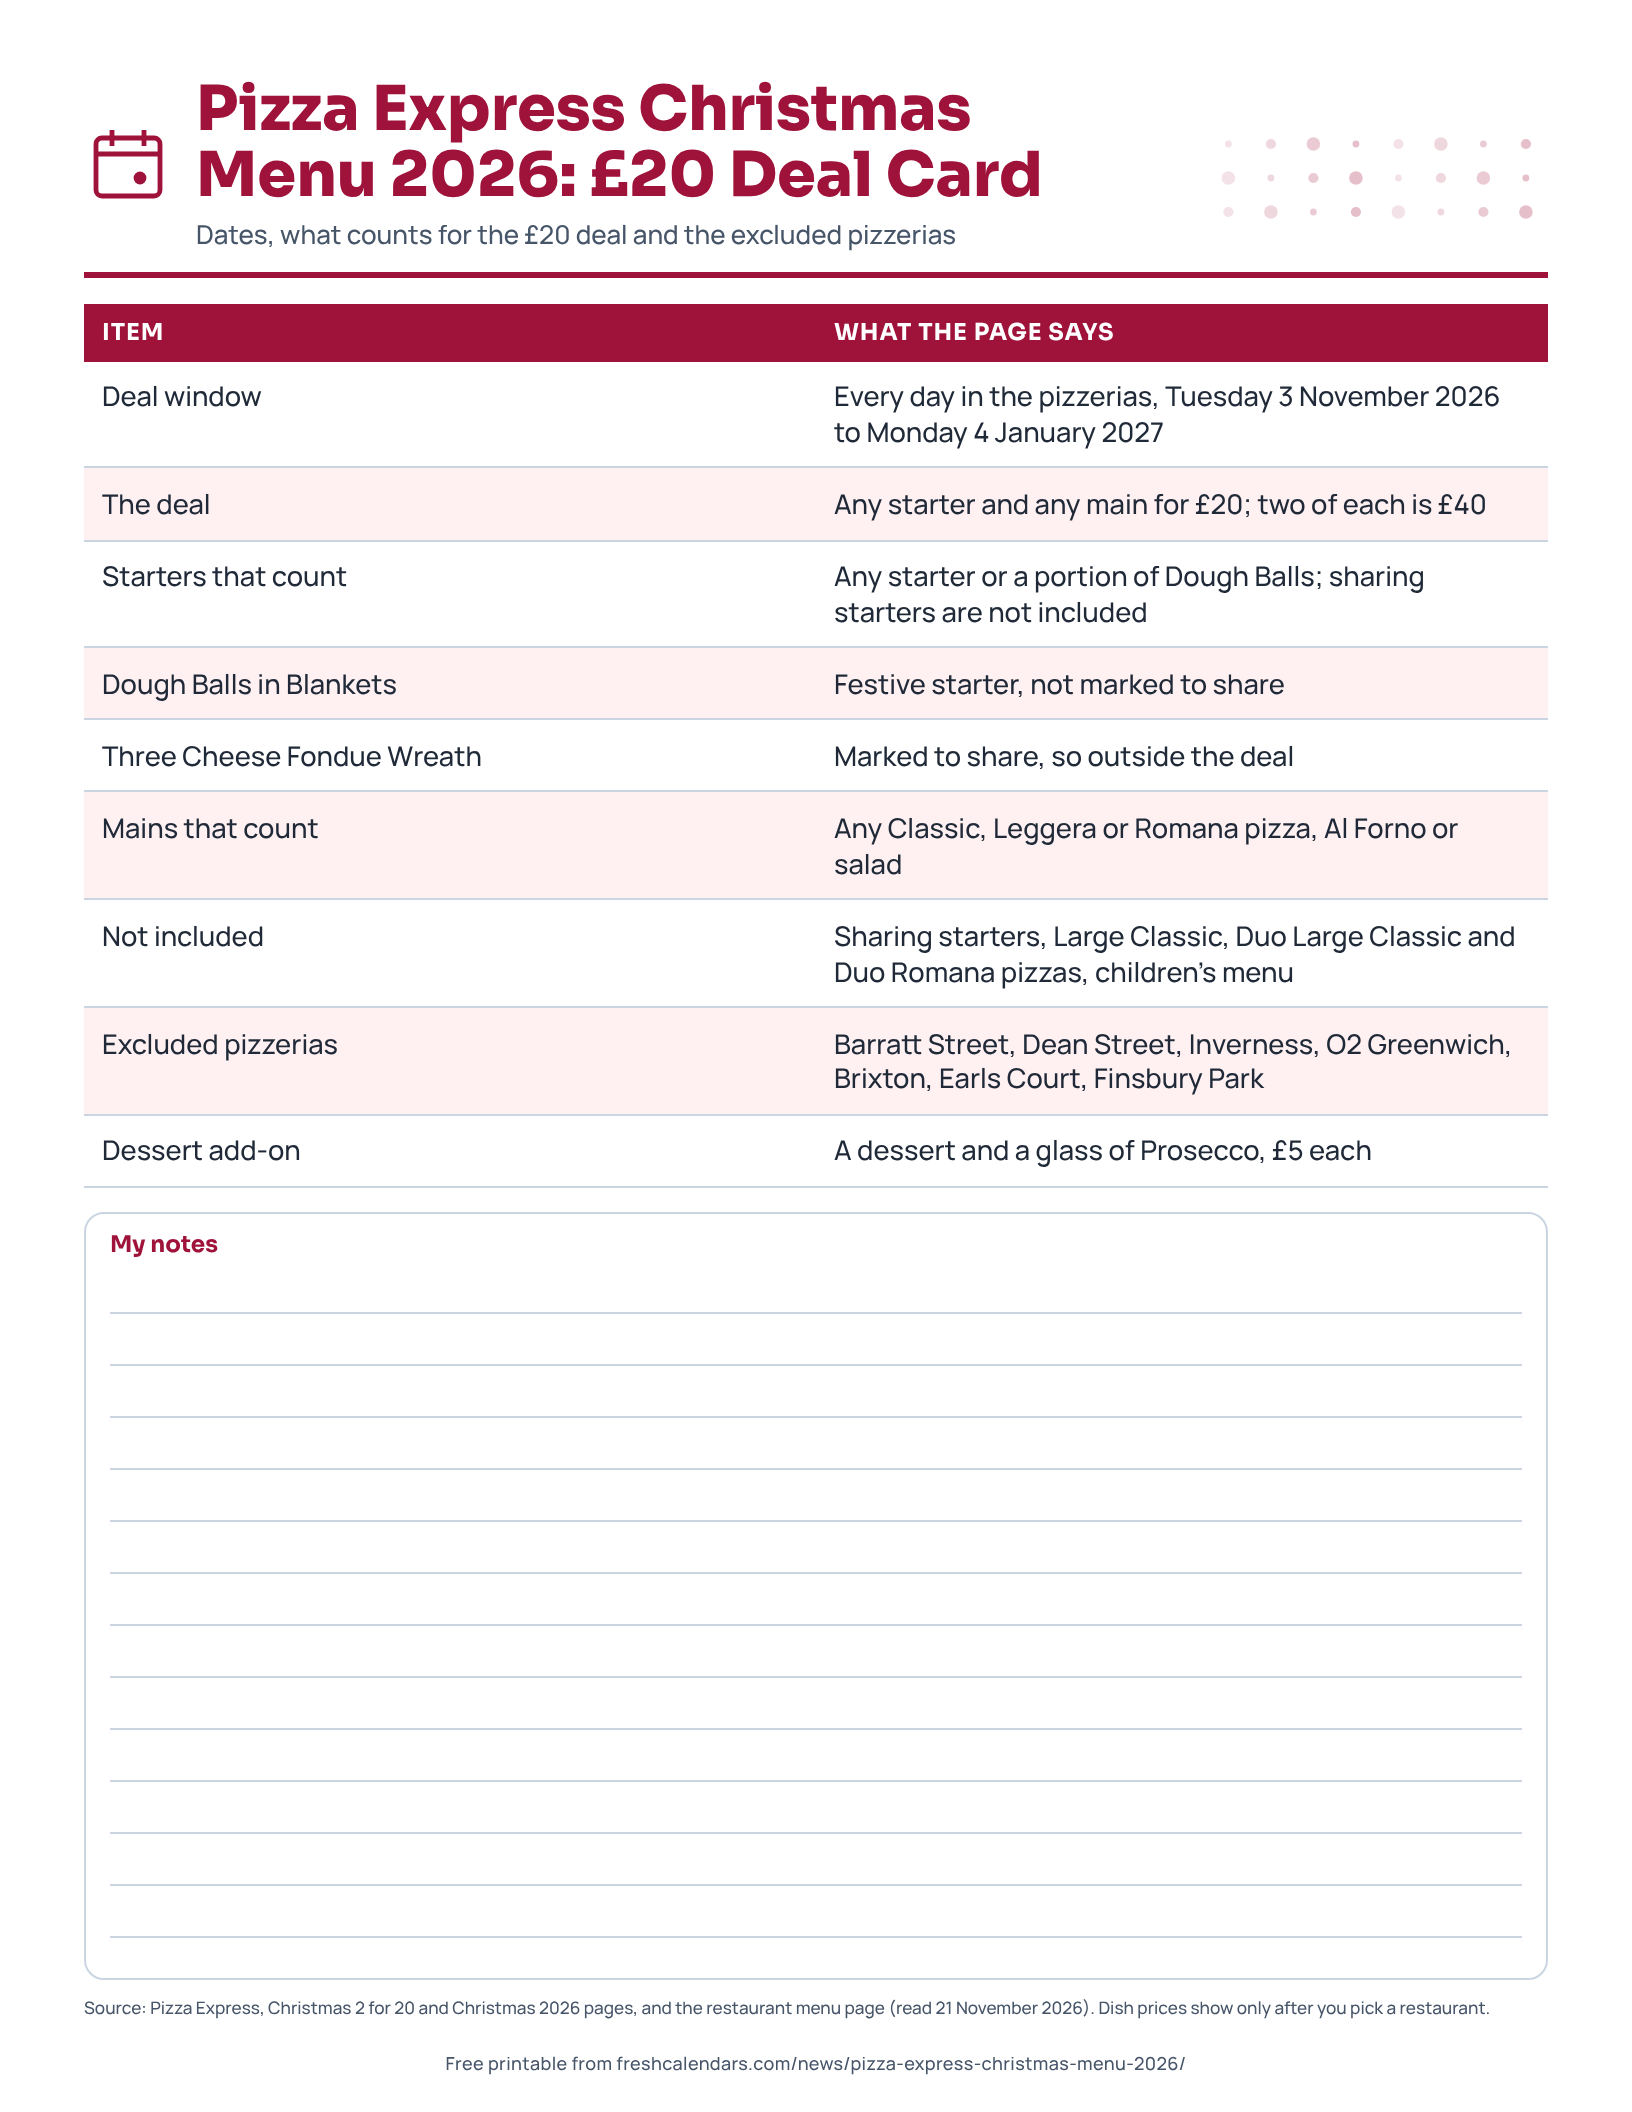 Pizza Express Christmas
Menu 2026: £20 Deal Card
Dates, what counts for the £20 deal and the excluded pizzerias
ITEM
WHAT THE PAGE SAYS
Deal window
Every day in the pizzerias, Tuesday 3 November 2026
to Monday 4 January 2027
The deal
Any starter and any main for £20; two of each is £40
Starters that count
Any starter or a portion of Dough Balls; sharing
starters are not included
Dough Balls in Blankets
Festive starter, not marked to share
Three Cheese Fondue Wreath
Marked to share, so outside the deal
Mains that count
Any Classic, Leggera or Romana pizza, Al Forno or
salad
Not included
Sharing starters, Large Classic, Duo Large Classic and
Duo Romana pizzas, children’s menu
Excluded pizzerias
Barratt Street, Dean Street, Inverness, O2 Greenwich,
Brixton, Earls Court, Finsbury Park
Dessert add-on
A dessert and a glass of Prosecco, £5 each
My notes
Source: Pizza Express, Christmas 2 for 20 and Christmas 2026 pages, and the restaurant menu page (read 21 November 2026). Dish prices show only after you pick a restaurant.
Free printable from freshcalendars.com/news/pizza-express-christmas-menu-2026/